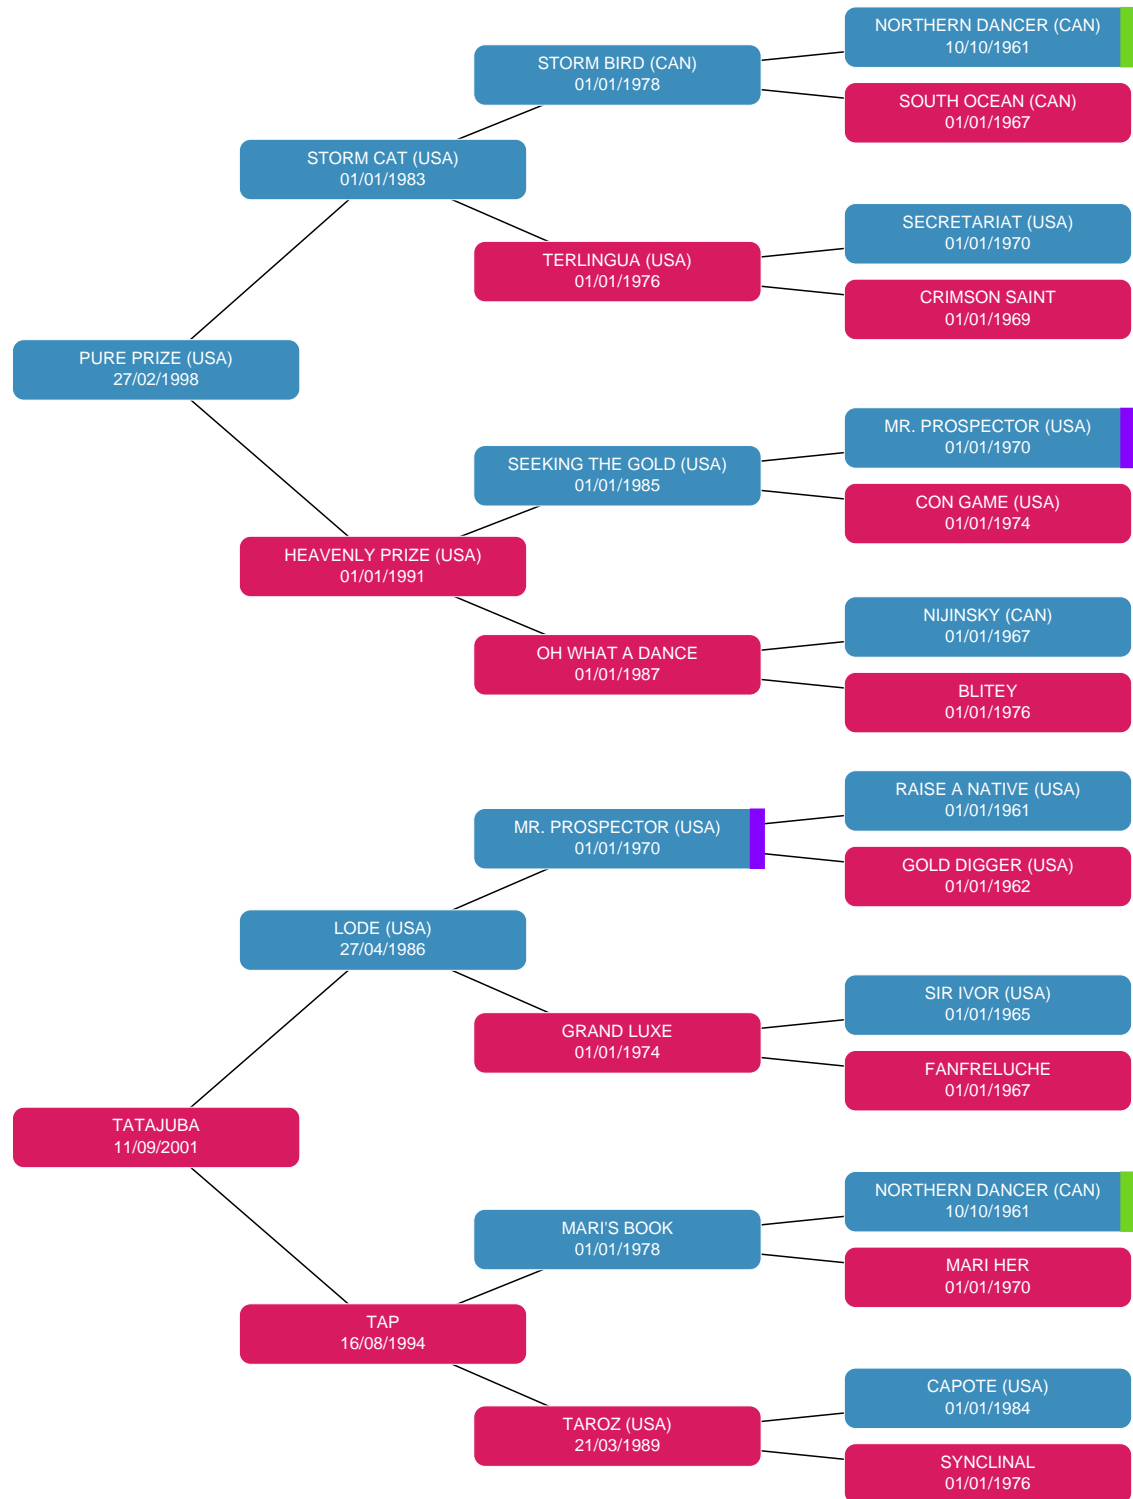 NORTHERN DANCER (CAN)
10/10/1961
STORM BIRD (CAN)
01/01/1978
SOUTH OCEAN (CAN)
01/01/1967
STORM CAT (USA)
01/01/1983
SECRETARIAT (USA)
01/01/1970
TERLINGUA (USA)
01/01/1976
CRIMSON SAINT
01/01/1969
PURE PRIZE (USA)
27/02/1998
MR. PROSPECTOR (USA)
01/01/1970
SEEKING THE GOLD (USA)
01/01/1985
CON GAME (USA)
01/01/1974
HEAVENLY PRIZE (USA)
01/01/1991
NIJINSKY (CAN)
01/01/1967
OH WHAT A DANCE
01/01/1987
BLITEY
01/01/1976
RAISE A NATIVE (USA)
01/01/1961
MR. PROSPECTOR (USA)
01/01/1970
GOLD DIGGER (USA)
01/01/1962
LODE (USA)
27/04/1986
SIR IVOR (USA)
01/01/1965
GRAND LUXE
01/01/1974
FANFRELUCHE
01/01/1967
TATAJUBA
11/09/2001
NORTHERN DANCER (CAN)
10/10/1961
MARI'S BOOK
01/01/1978
MARI HER
01/01/1970
TAP
16/08/1994
CAPOTE (USA)
01/01/1984
TAROZ (USA)
21/03/1989
SYNCLINAL
01/01/1976